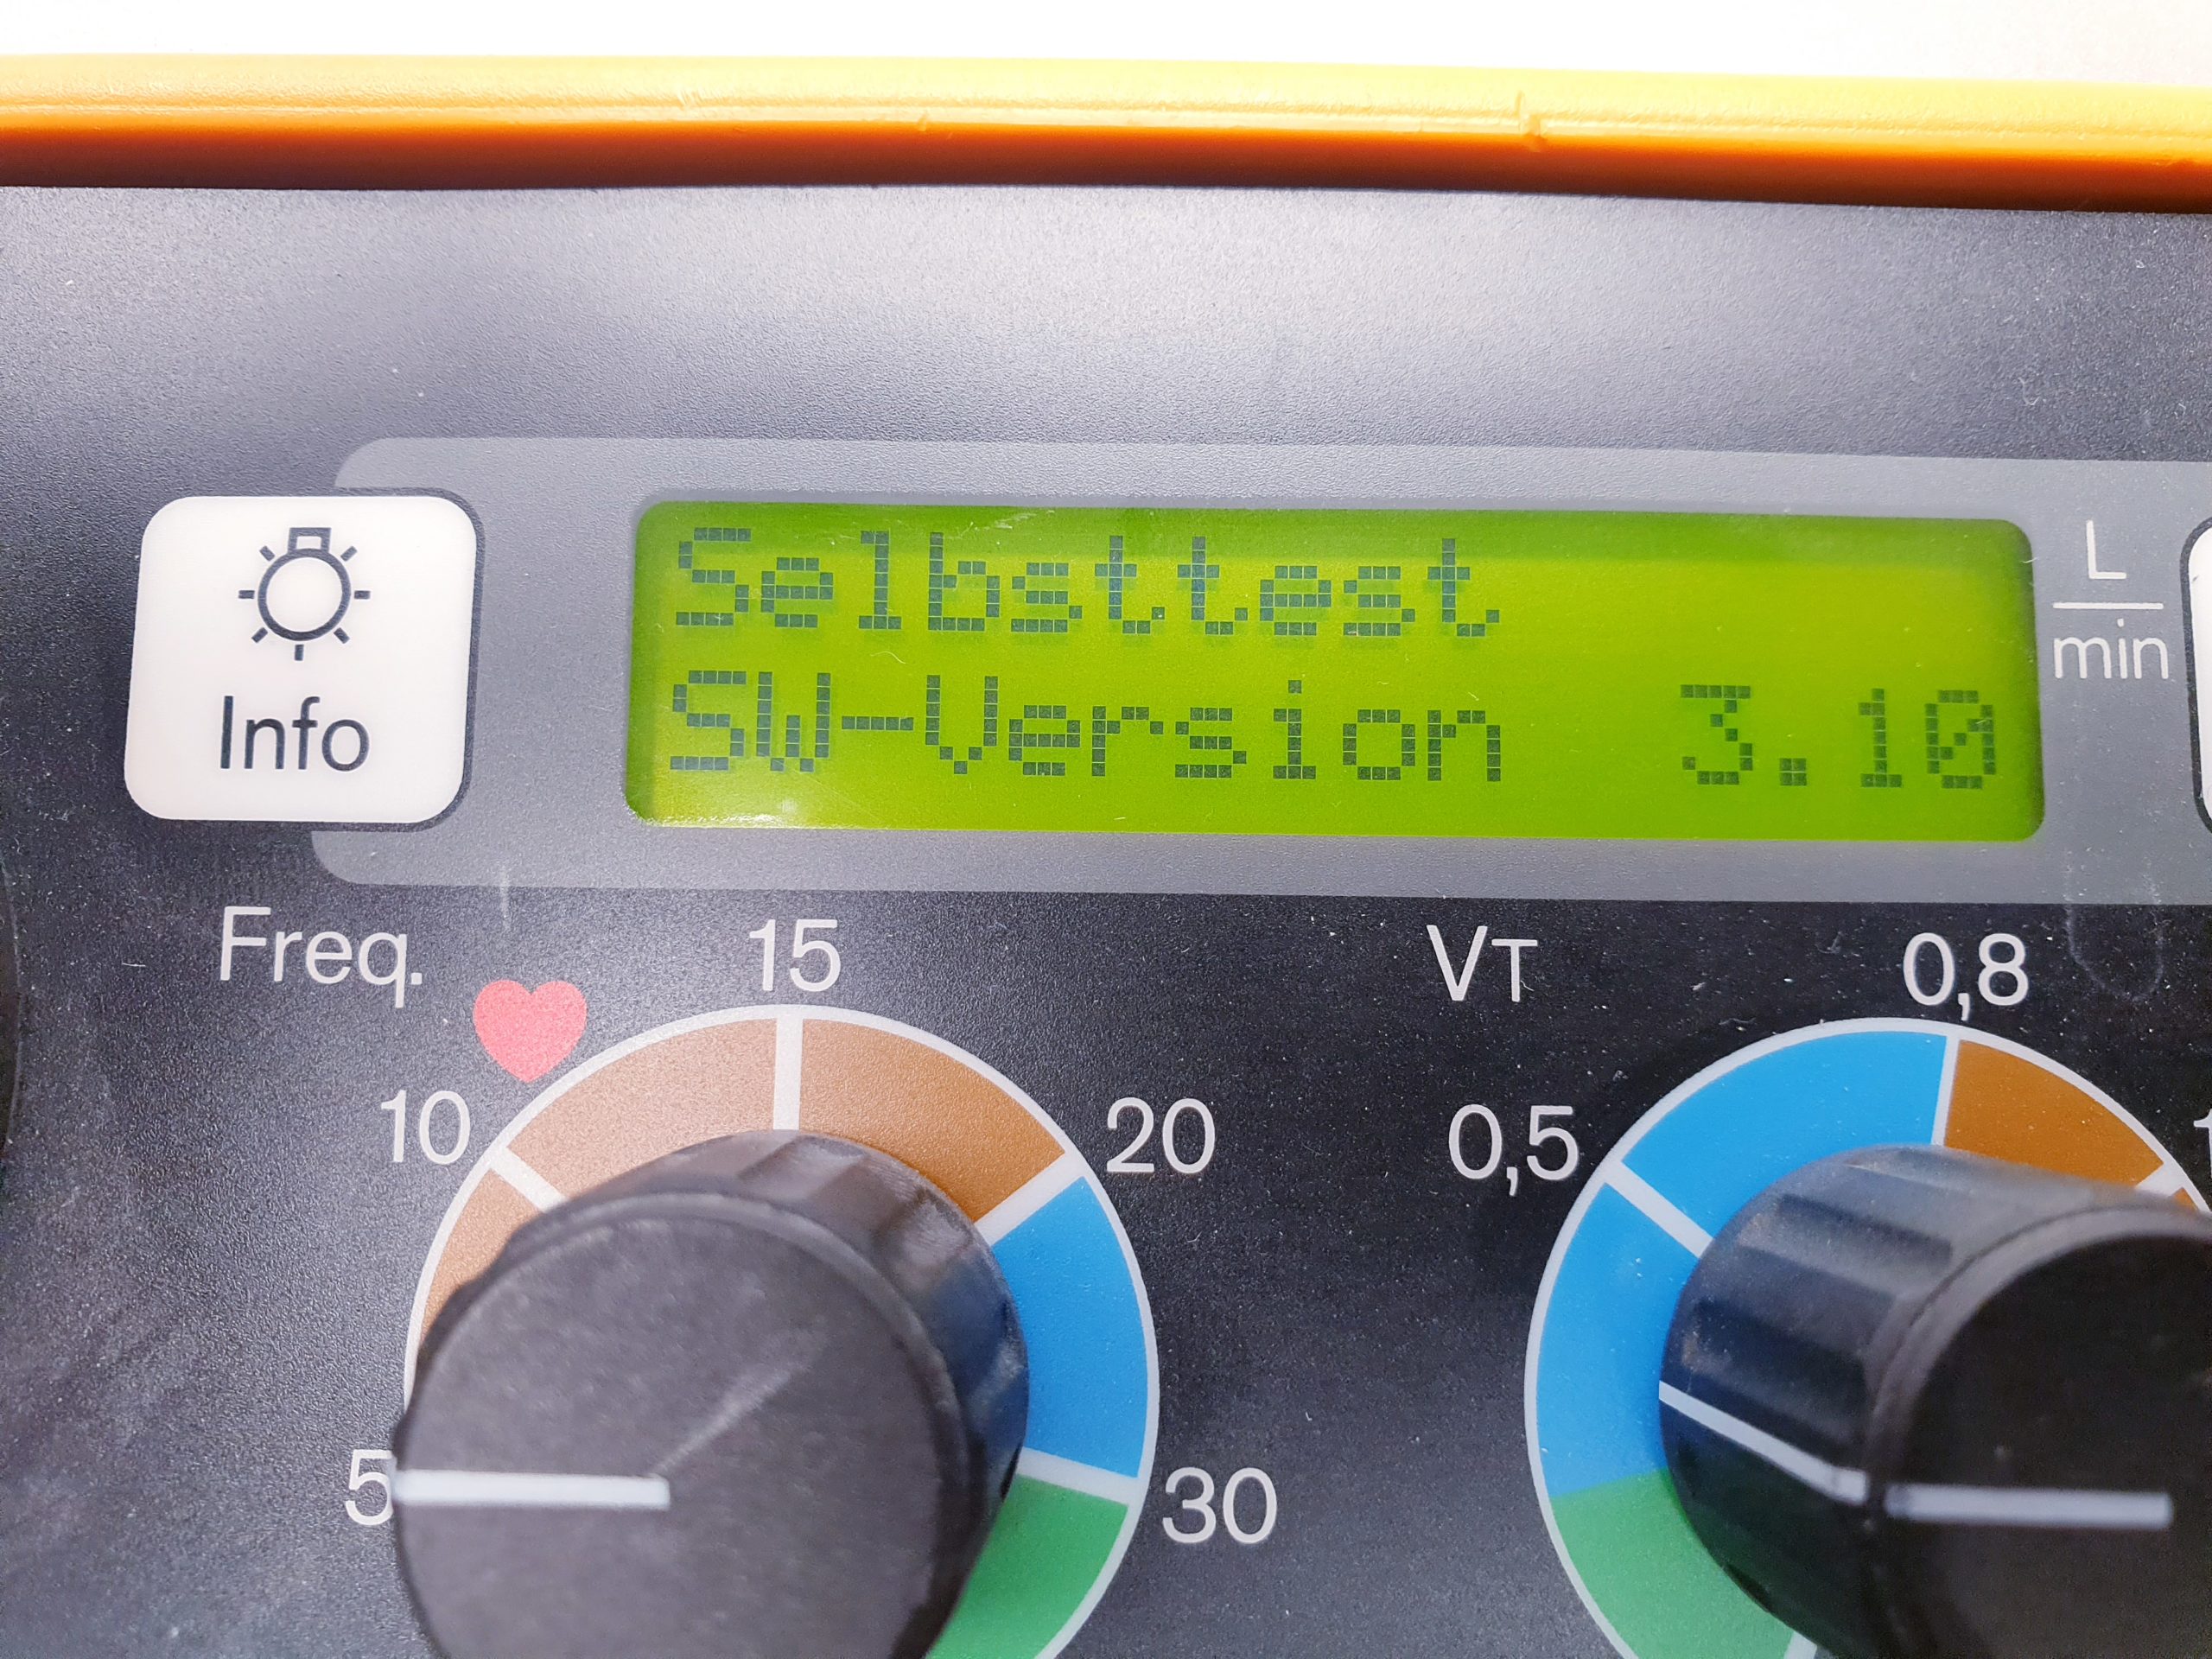 Selbsttest
SW-Version 3.10
L
min
Info
Freq.
15
VT
0,8
10
20
0,5
5
30